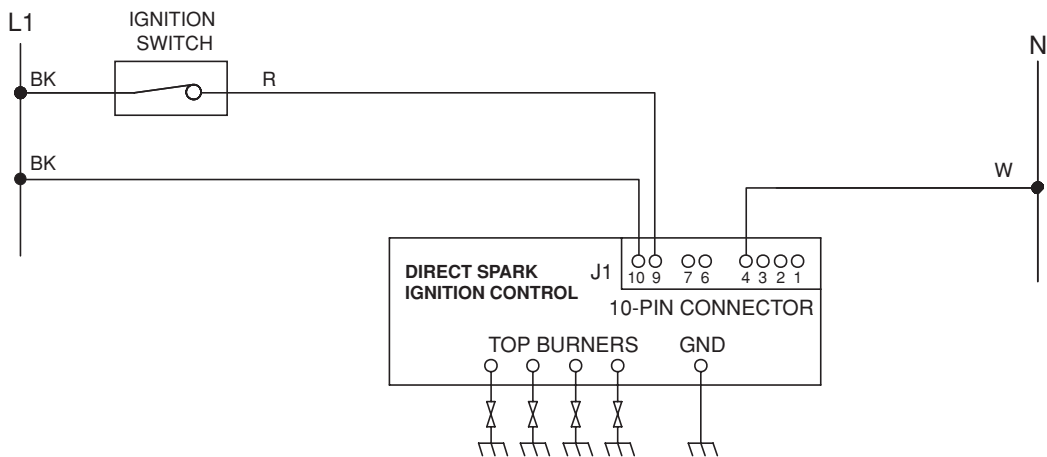 L1
IGNITION
SWITCH
N
BK
R
BK
W
DIRECT SPARK
IGNITION CONTROL
J1
10 9 7 6 4 3 2 1
10-PIN CONNECTOR
TOP BURNERS
GND